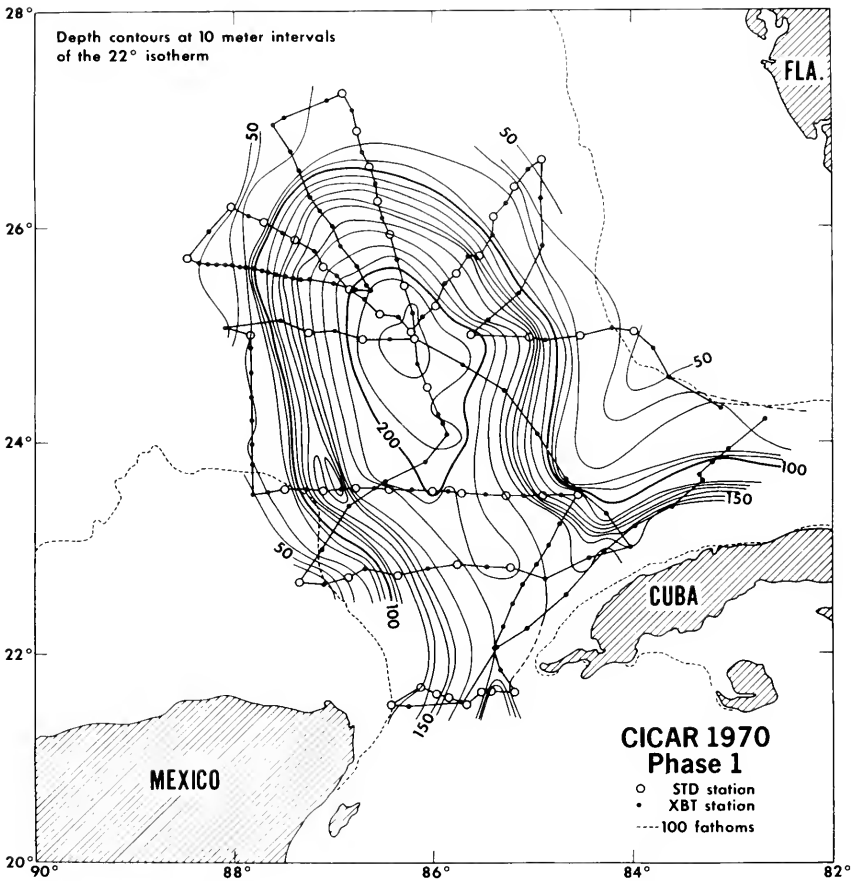 28°
Depth contours at 10 meter intervals
of the 22° isotherm
FLA.
50
50
26°
50
24°
200
100
150
50
100
CUBA
22°
150
CICAR 1970
Phase 1
STD station
XBT station
100 fathoms
MEXICO
20°
90°
88°
86°
84°
82°